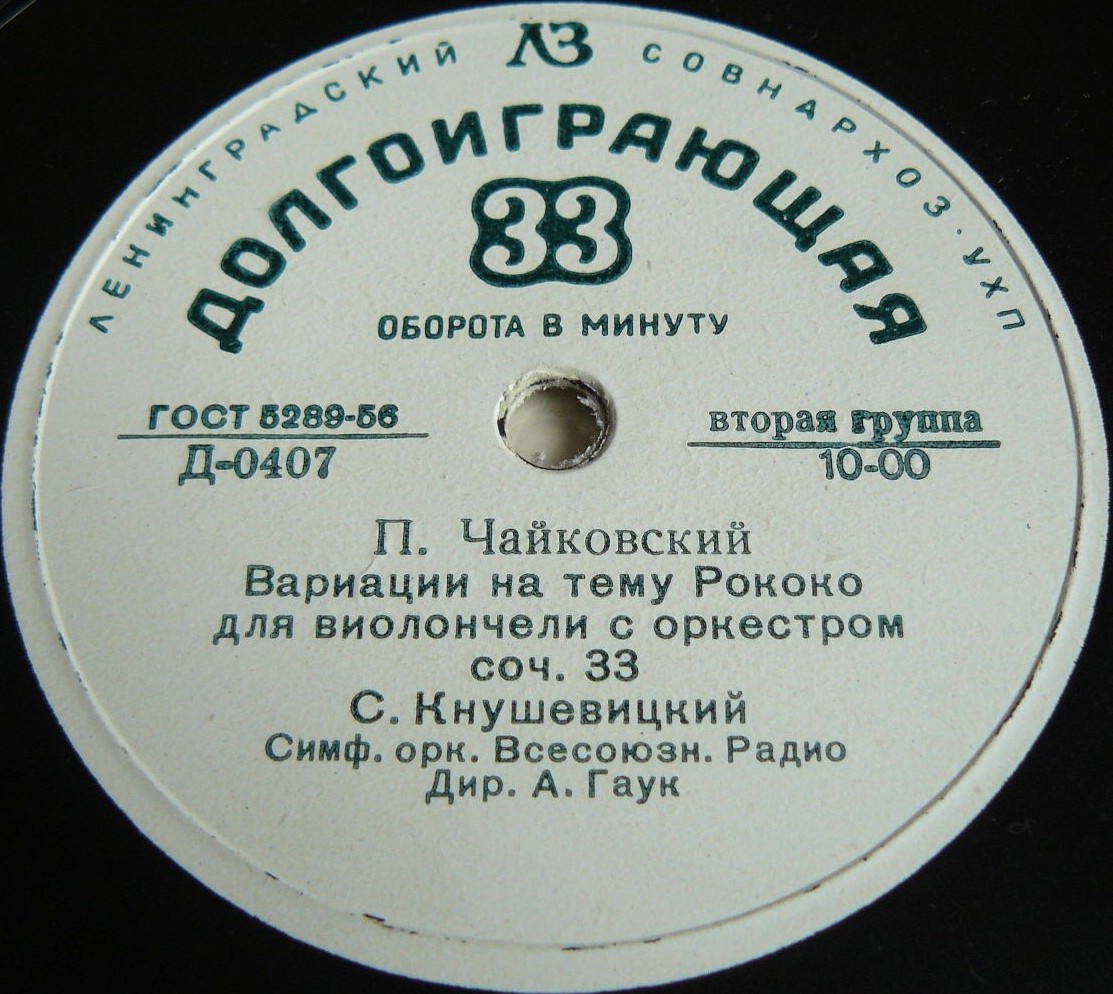 ЛЕНИНГРАДСКИЙ ЛЗ СОВНАРХОЗ · УХП
ДОЛГОИГРАЮЩАЯ
33
ОБОРОТА В МИНУТУ
ГОСТ 5289-56
Д-0407
вторая группа
10-00
П. Чайковский
Вариации на тему Рококо
для виолончели с оркестром
соч. 33
С. Кнушевицкий
Симф. орк. Всесоюзн. Радио
Дир. А. Гаук